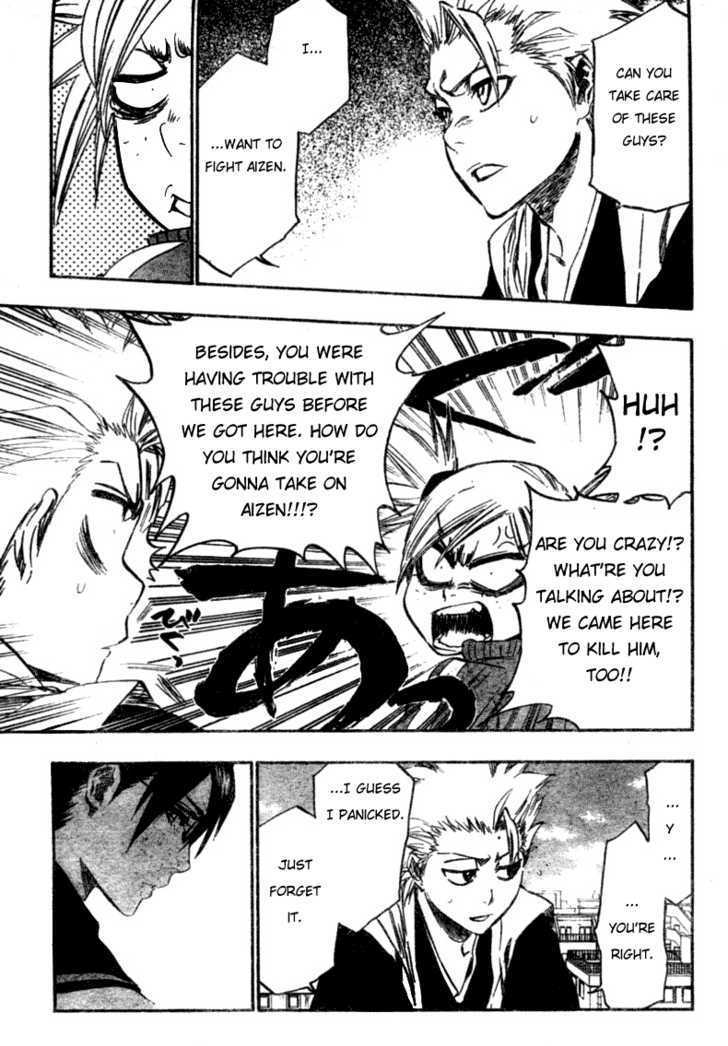 CAN YOU
TAKE CARE
OF THESE
GUYS?
I...
...WANT TO
FIGHT AIZEN.
HUH
!?
ARE YOU CRAZY!?
WHAT'RE YOU
TALKING ABOUT!?
WE CAME HERE
TO KILL HIM,
TOO!!
BESIDES, YOU WERE
HAVING TROUBLE WITH
THESE GUYS BEFORE
WE GOT HERE. HOW DO
YOU THINK YOU'RE
GONNA TAKE ON
AIZEN!!!?
あっ
びくっ
...
Y
...
...
YOU'RE
RIGHT.
...I GUESS
I PANICKED.
JUST
FORGET
IT.